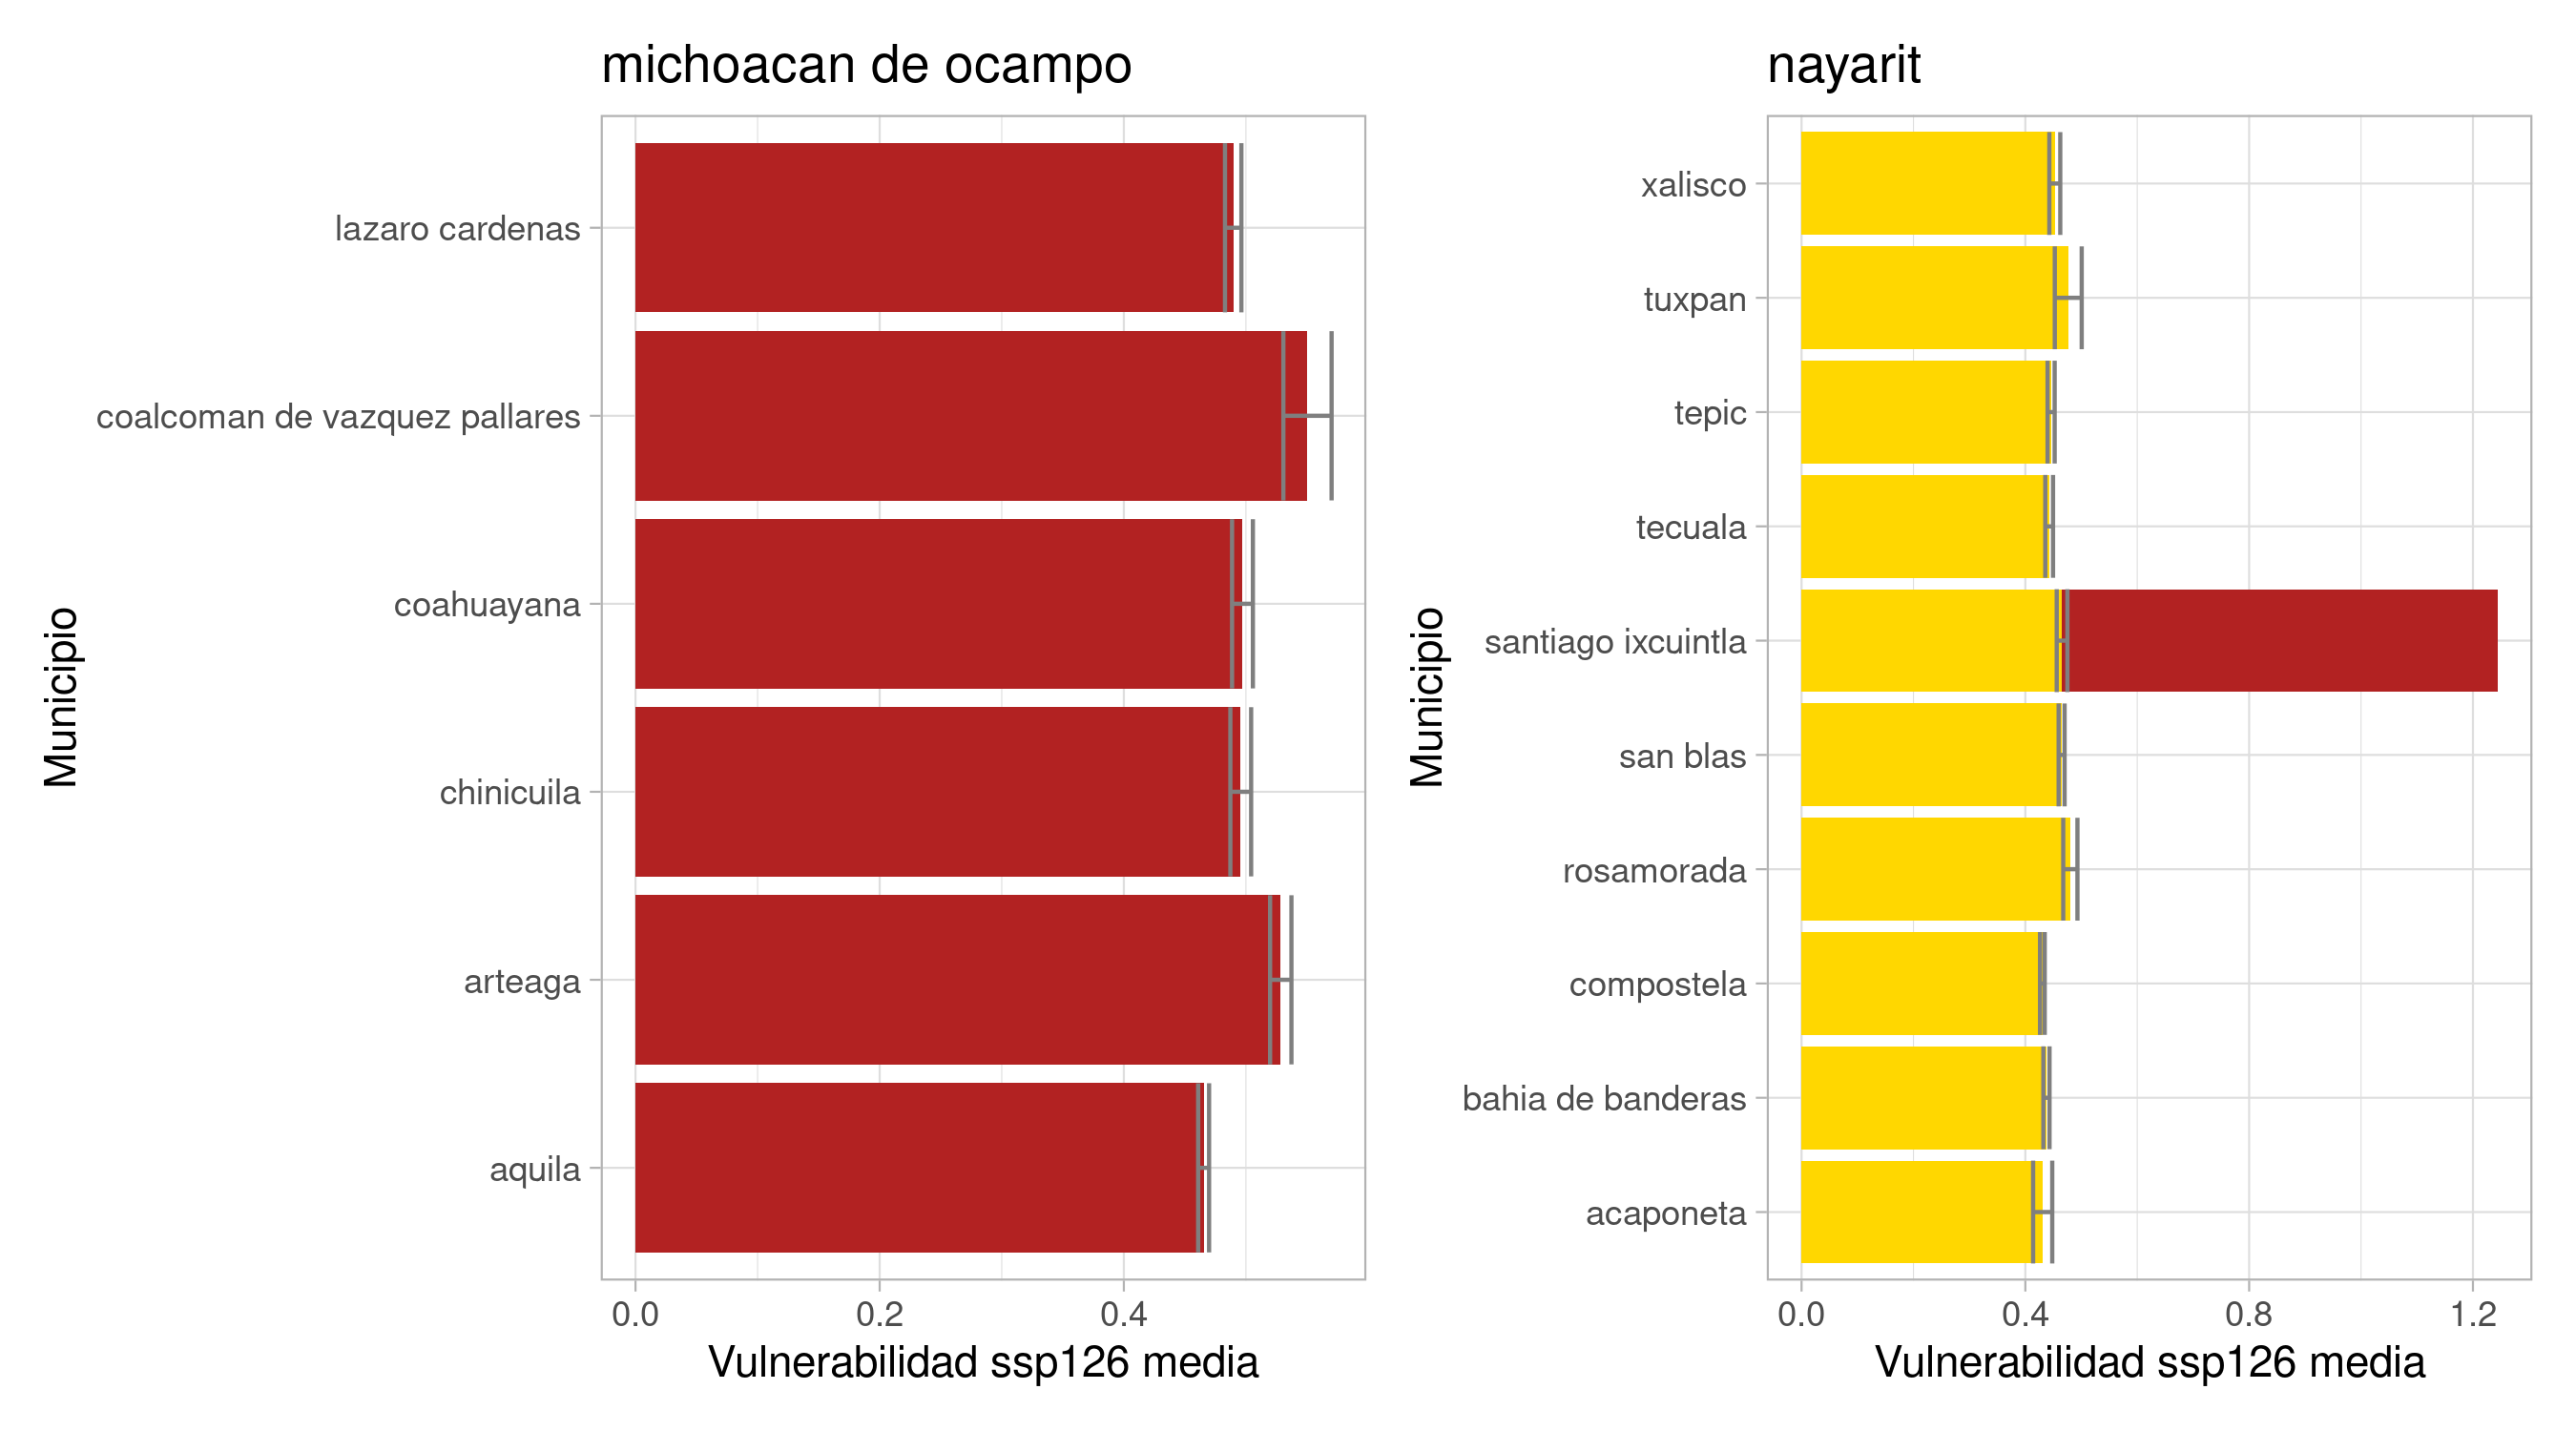 michoacan de ocampo
Municipio
lazaro cardenas
coalcoman de vazquez pallares
coahuayana
chinicuila
arteaga
aquila
0.0 0.2 0.4
Vulnerabilidad ssp126 media
nayarit
Municipio
xalisco
tuxpan
tepic
tecuala
santiago ixcuintla
san blas
rosamorada
compostela
bahia de banderas
acaponeta
0.0 0.4 0.8 1.2
Vulnerabilidad ssp126 media